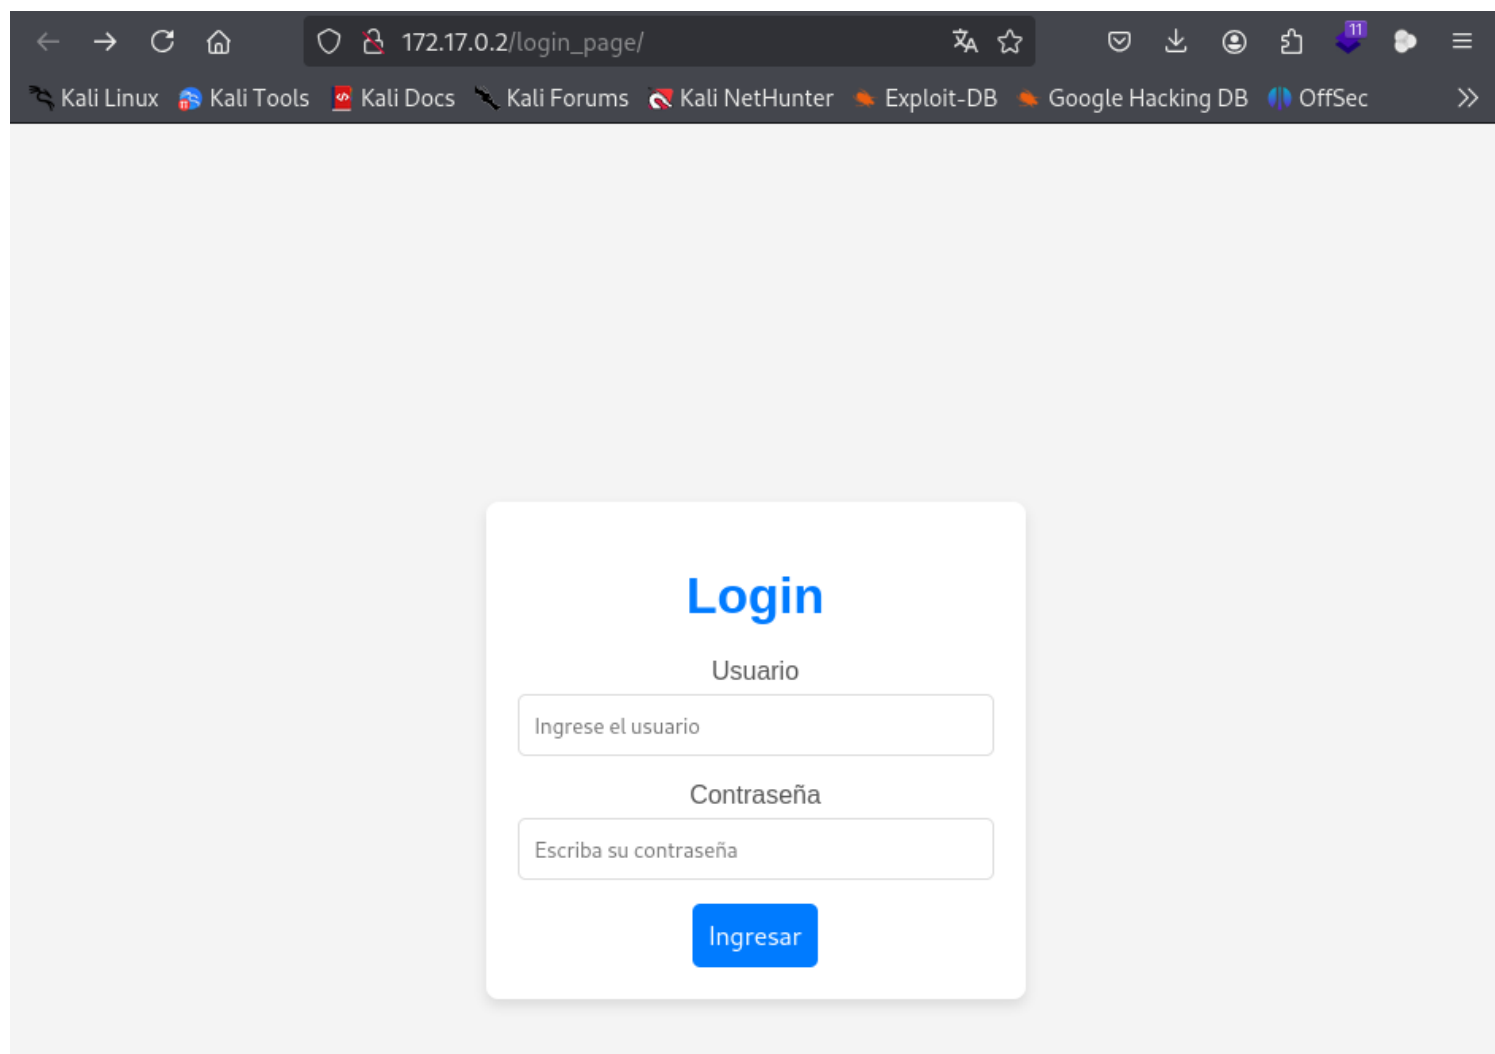 172.17.0.2/login_page/
11
Kali Linux Kali Tools Kali Docs Kali Forums Kali NetHunter Exploit-DB Google Hacking DB OffSec
Login
Usuario
Ingrese el usuario
Contraseña
Escriba su contraseña
Ingresar